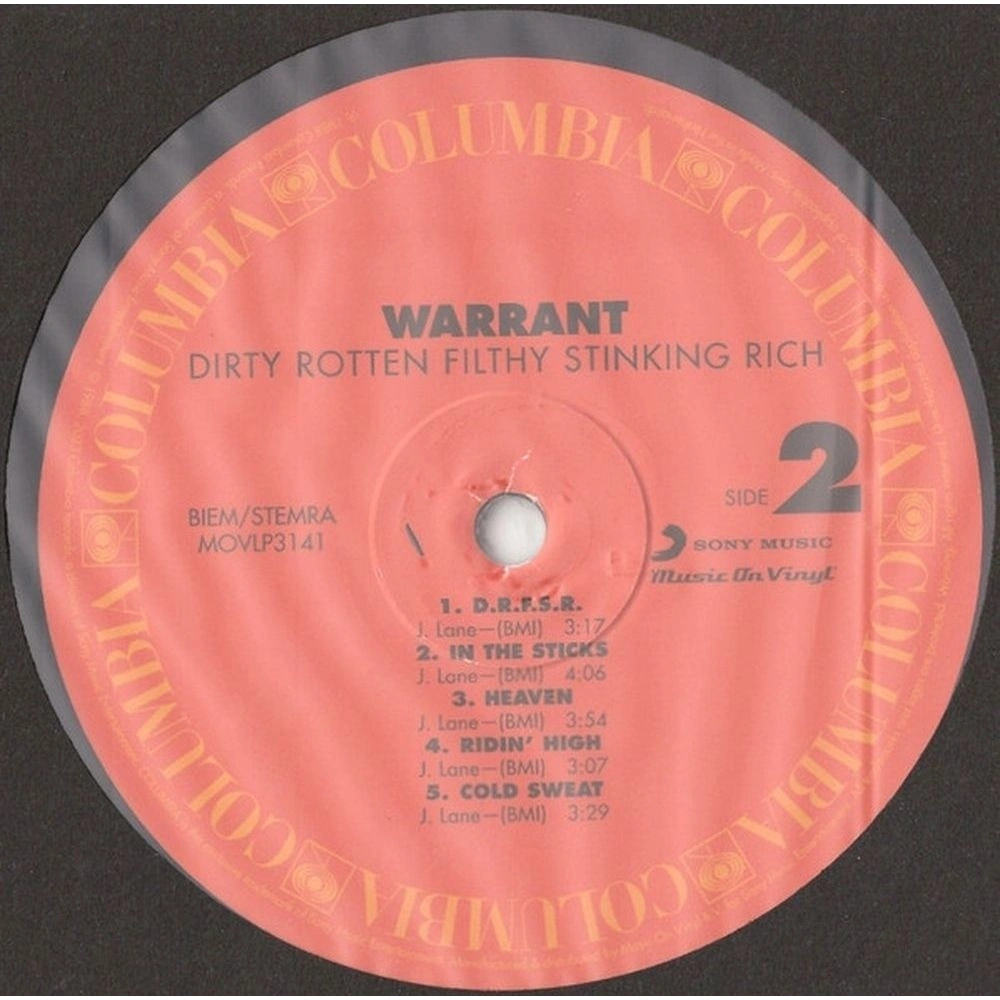 COLUMBIA
COLUMBIA
COLUMBIA
COLUMBIA
COLUMBIA
COLUMBIA
COLUMBIA
COLUMBIA
WARRANT
DIRTY ROTTEN FILTHY STINKING RICH
SIDE 2
BIEM/STEMRA
MOVLP3141
SONY MUSIC
Music On Vinyl
1. D.R.F.S.R.
J. Lane–(BMI) 3:17
2. IN THE STICKS
J. Lane–(BMI) 4:06
3. HEAVEN
J. Lane–(BMI) 3:54
4. RIDIN' HIGH
J. Lane–(BMI) 3:07
5. COLD SWEAT
J. Lane–(BMI) 3:29